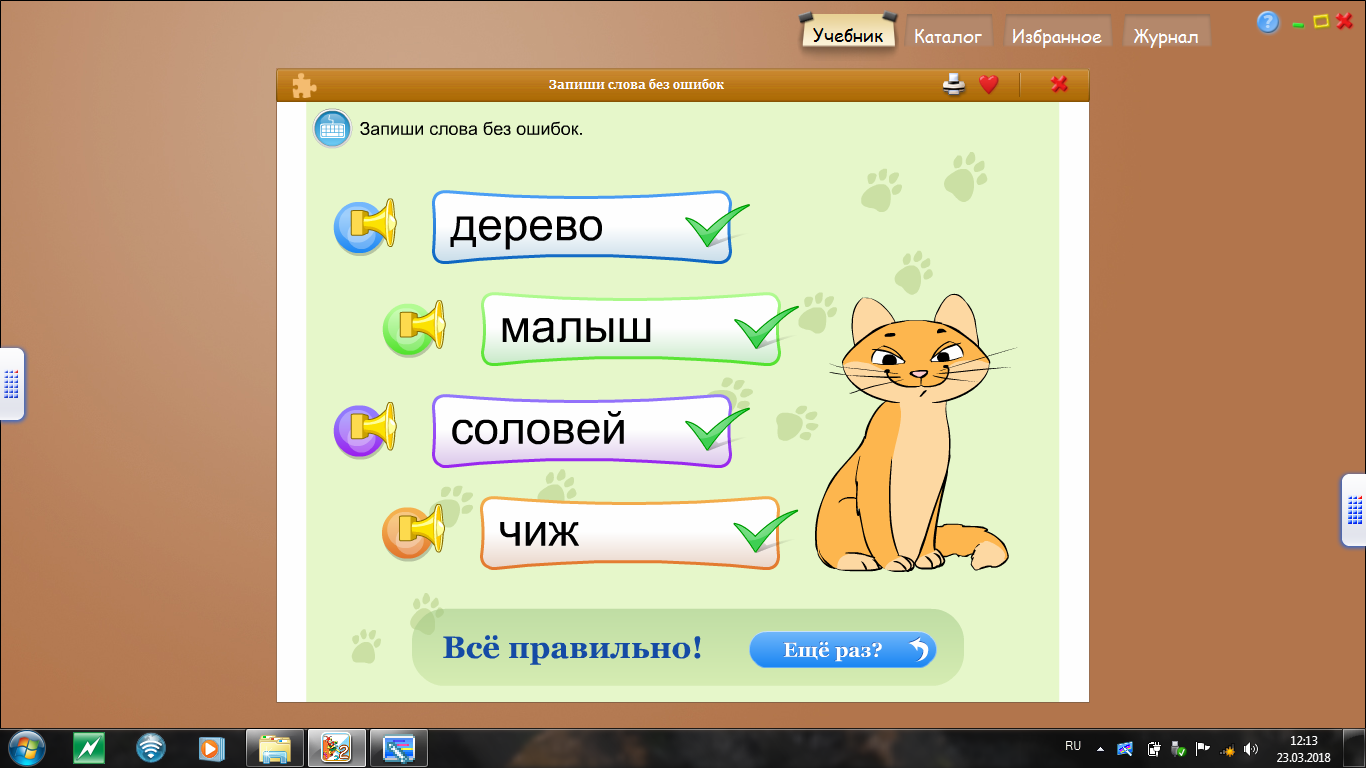 Учебник Каталог Избранное Журнал
Запиши слова без ошибок
Запиши слова без ошибок.
дерево
малыш
соловей
чиж
Всё правильно! Ещё раз?
RU 12:13
23.03.2018